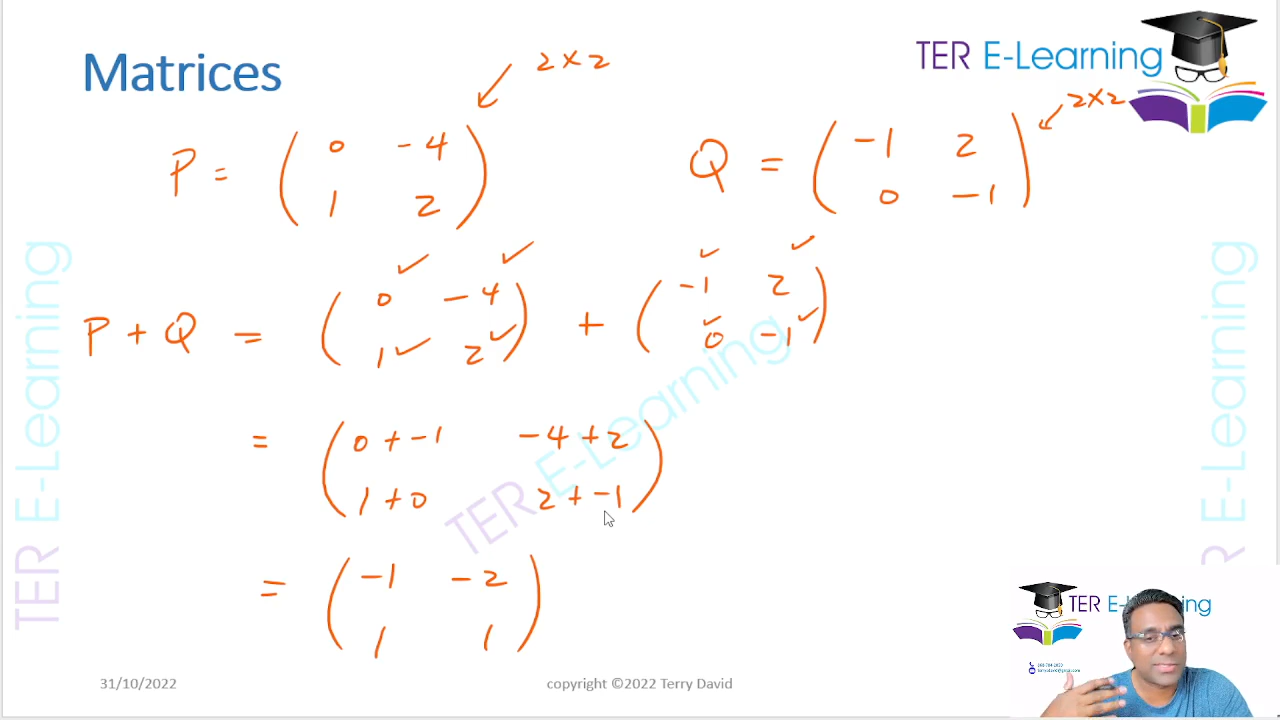 Matrices
TER E-Learning
2 × 2
2×2
P = ( 0 -4
1 2 )
Q = ( -1 2
0 -1 )
P + Q = ( 0 -4
1 2 ) + ( -1 2
0 -1 )
= ( 0 + -1 -4 + 2
1 + 0 2 + -1 )
= ( -1 -2
1 1 )
TER E-Learning
TER E-Learning
TER E-Learning
TER E-Learning
31/10/2022
copyright ©2022 Terry David